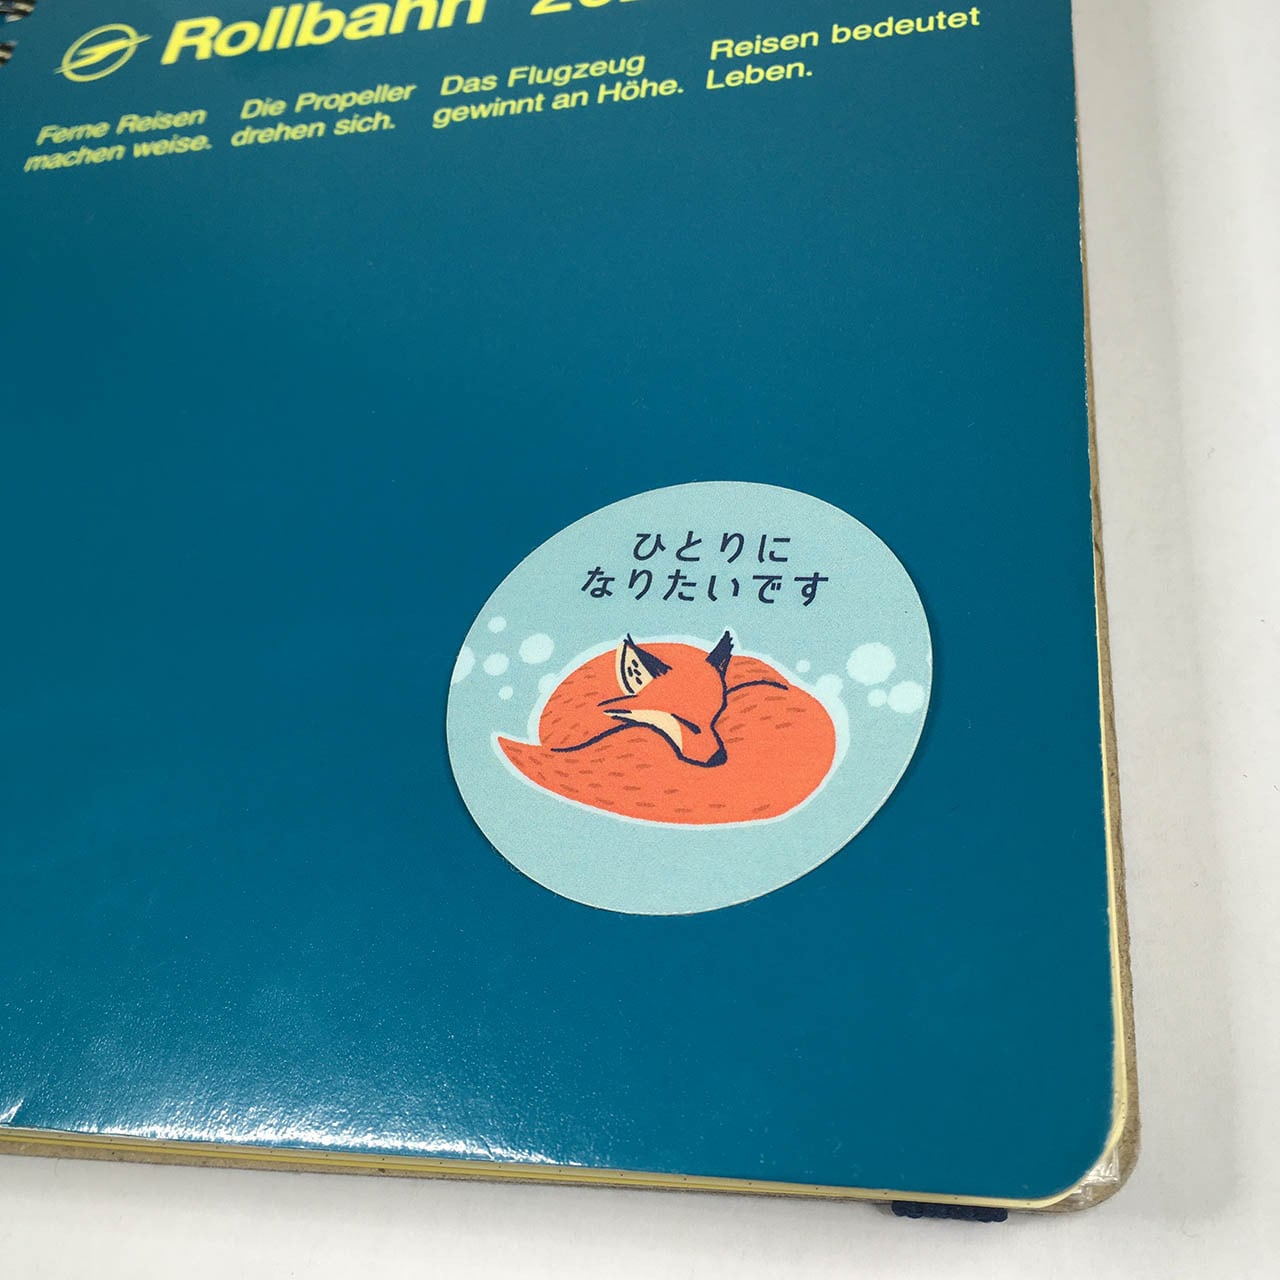 Rollbahn
Ferne Reisen
machen weise.
Die Propeller
drehen sich.
Das Flugzeug
gewinnt an Höhe.
Reisen bedeutet
Leben.
ひとりに
なりたいです